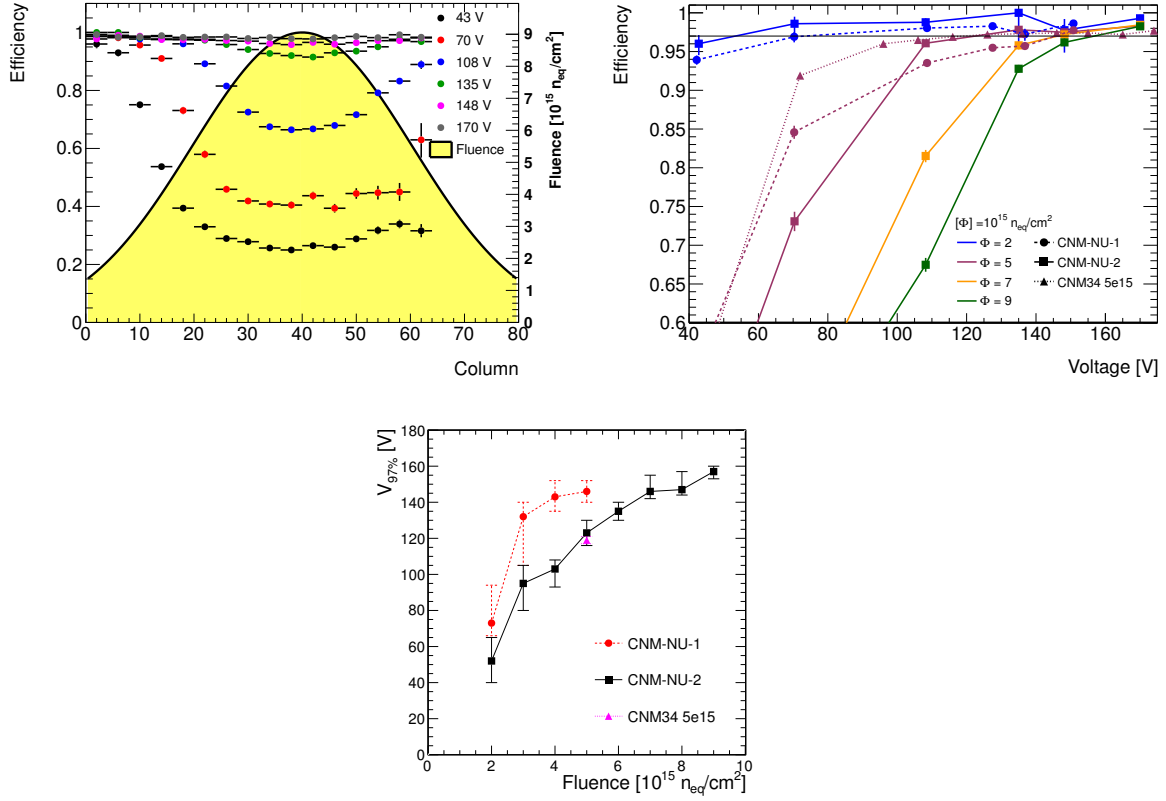 Efficiency
1
0.8
0.6
0.4
0.2
0
0 10 20 30 40 50 60 70 80
Column
43 V
70 V
108 V
135 V
148 V
170 V
Fluence
9
8
7
6
5
4
3
2
1
0
Fluence [10^15 n_eq/cm^2]
Efficiency
1
0.95
0.9
0.85
0.8
0.75
0.7
0.65
0.6
40 60 80 100 120 140 160
Voltage [V]
[Φ] =10^15 n_eq/cm^2
Φ = 2 CNM-NU-1
Φ = 5 CNM-NU-2
Φ = 7 CNM34 5e15
Φ = 9
V_97% [V]
180
160
140
120
100
80
60
40
20
0
0 2 4 6 8 10
Fluence [10^15 n_eq/cm^2]
CNM-NU-1
CNM-NU-2
CNM34 5e15